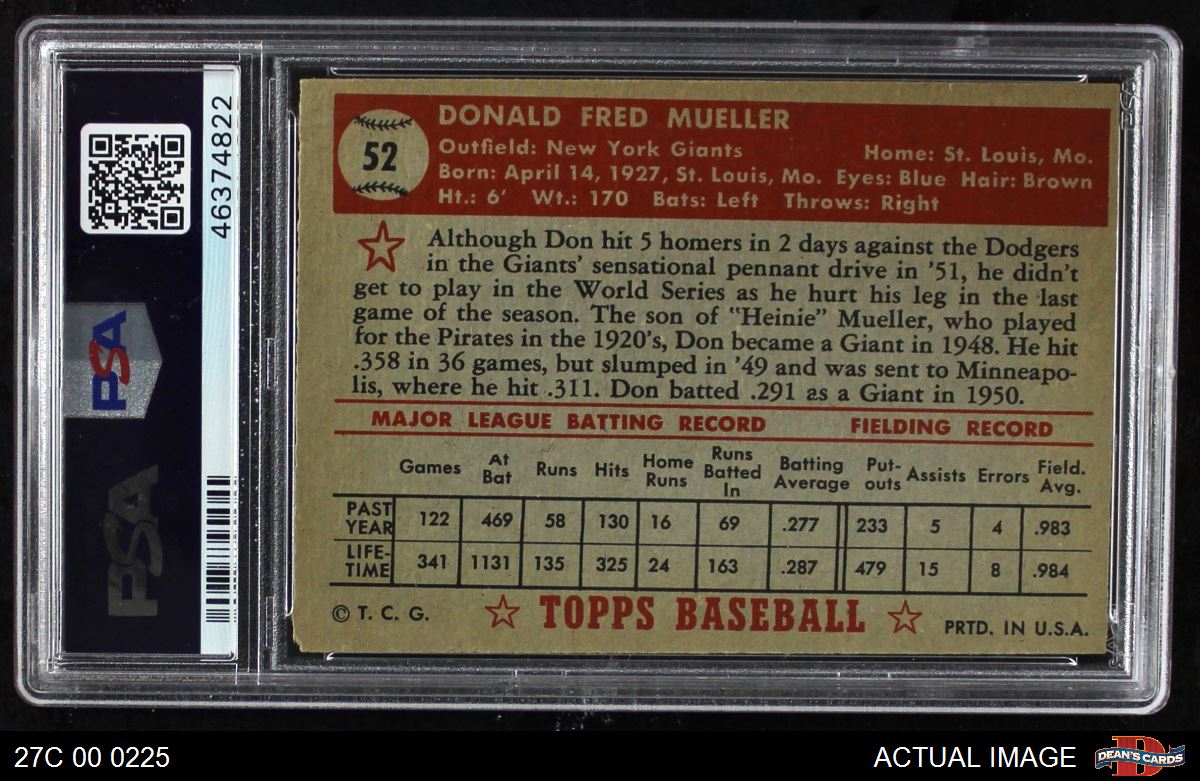 PSA
46374822
PSA
52
DONALD FRED MUELLER
Outfield: New York Giants Home: St. Louis, Mo.
Born: April 14, 1927, St. Louis, Mo. Eyes: Blue Hair: Brown
Ht.: 6' Wt.: 170 Bats: Left Throws: Right
Although Don hit 5 homers in 2 days against the Dodgers
in the Giants' sensational pennant drive in '51, he didn't
get to play in the World Series as he hurt his leg in the last
game of the season. The son of "Heinie" Mueller, who played
for the Pirates in the 1920's, Don became a Giant in 1948. He hit
.358 in 36 games, but slumped in '49 and was sent to Minneapo-
lis, where he hit .311. Don batted .291 as a Giant in 1950.
MAJOR LEAGUE BATTING RECORD FIELDING RECORD
Games At Bat Runs Hits Home Runs Runs Batted In Batting Average Put-outs Assists Errors Field. Avg.
PAST YEAR 122 469 58 130 16 69 .277 233 5 4 .983
LIFE-TIME 341 1131 135 325 24 163 .287 479 15 8 .984
© T. C. G. TOPPS BASEBALL PRTD. IN U.S.A.
27C 00 0225 ACTUAL IMAGE DEAN'S CARDS